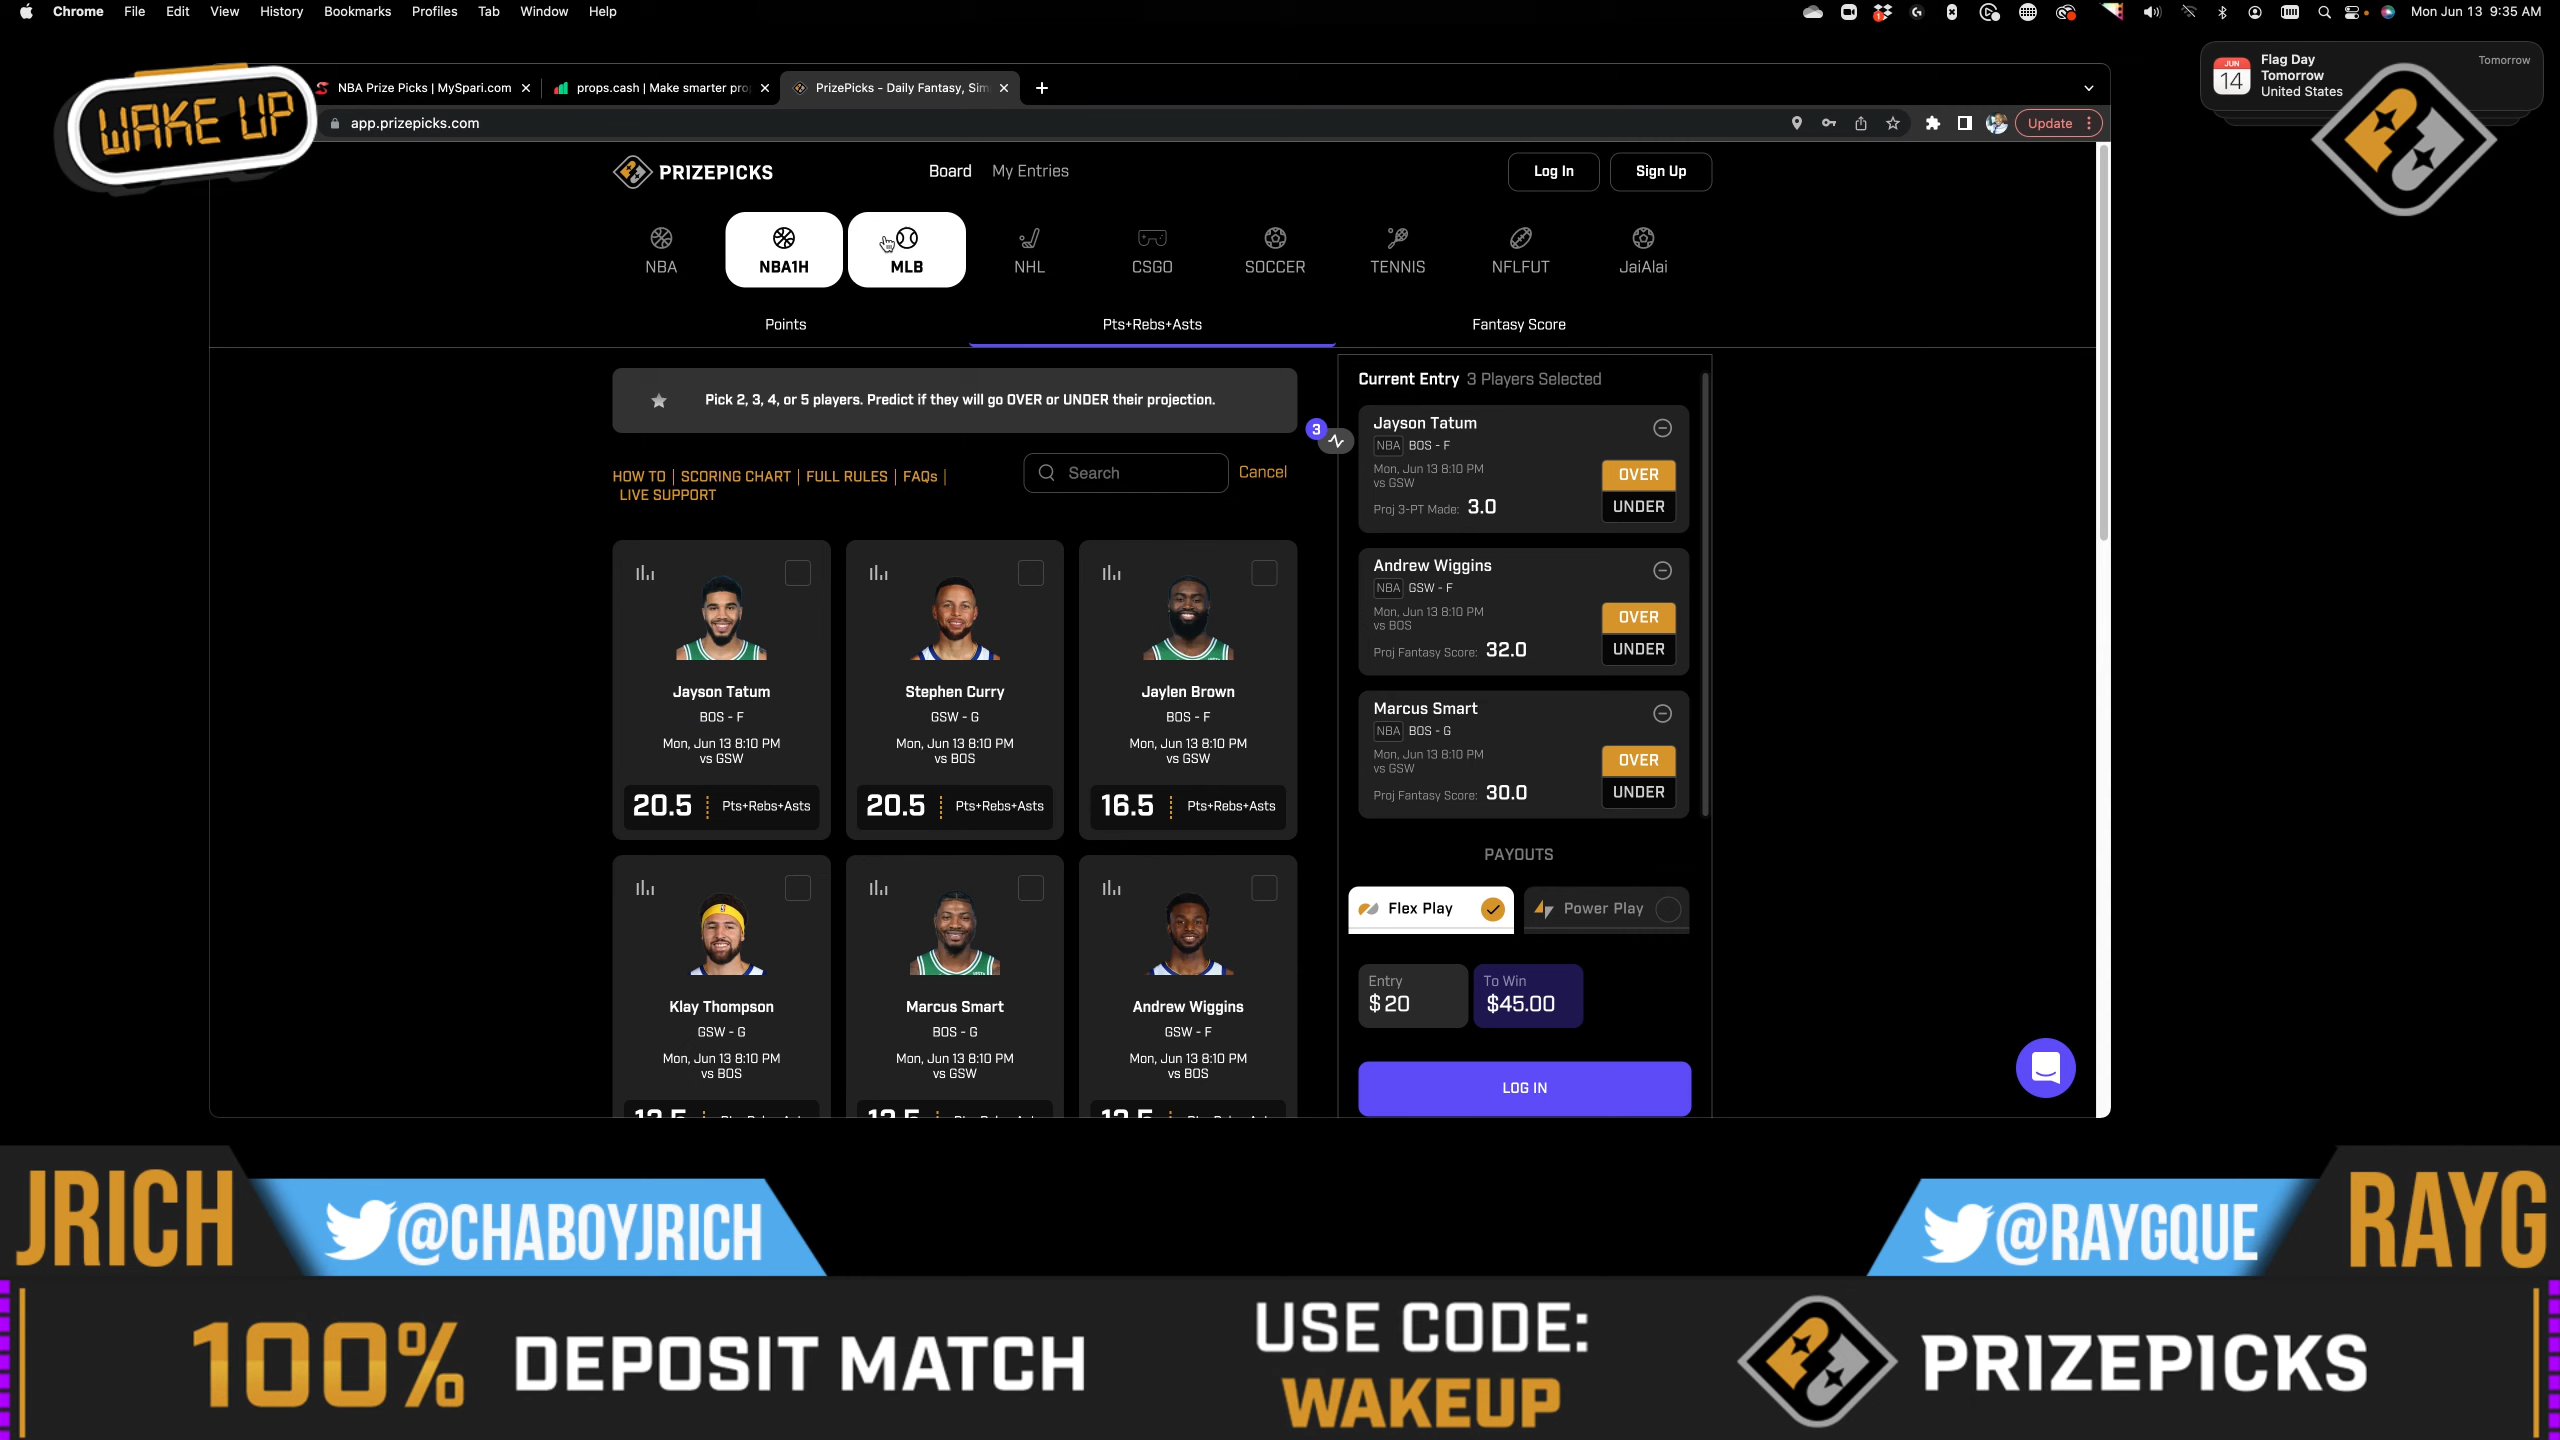 Chrome File Edit View History Bookmarks Profiles Tab Window Help
Mon Jun 13 9:35 AM
WAKE UP
NBA Prize Picks | MySpari.com
props.cash | Make smarter pro
PrizePicks - Daily Fantasy, Sim
JUN
14
Flag Day
Tomorrow
Tomorrow
United States
app.prizepicks.com
Update
PRIZEPICKS
Board
My Entries
Log In
Sign Up
NBA
NBA1H
MLB
NHL
CSGO
SOCCER
TENNIS
NFLFUT
JaiAlai
Points
Pts+Rebs+Asts
Fantasy Score
Pick 2, 3, 4, or 5 players. Predict if they will go OVER or UNDER their projection.
HOW TO | SCORING CHART | FULL RULES | FAQs |
LIVE SUPPORT
Search
Cancel
Jayson Tatum
BOS - F
Mon, Jun 13 8:10 PM
vs GSW
20.5
Pts+Rebs+Asts
Stephen Curry
GSW - G
Mon, Jun 13 8:10 PM
vs BOS
20.5
Pts+Rebs+Asts
Jaylen Brown
BOS - F
Mon, Jun 13 8:10 PM
vs GSW
16.5
Pts+Rebs+Asts
Klay Thompson
GSW - G
Mon, Jun 13 8:10 PM
vs BOS
Marcus Smart
BOS - G
Mon, Jun 13 8:10 PM
vs GSW
Andrew Wiggins
GSW - F
Mon, Jun 13 8:10 PM
vs BOS
3
Current Entry 3 Players Selected
Jayson Tatum
NBA BOS - F
Mon, Jun 13 8:10 PM
vs GSW
Proj 3-PT Made: 3.0
OVER
UNDER
Andrew Wiggins
NBA GSW - F
Mon, Jun 13 8:10 PM
vs BOS
Proj Fantasy Score: 32.0
OVER
UNDER
Marcus Smart
NBA BOS - G
Mon, Jun 13 8:10 PM
vs GSW
Proj Fantasy Score: 30.0
OVER
UNDER
PAYOUTS
Flex Play
Power Play
Entry
$ 20
To Win
$45.00
LOG IN
JRICH
@CHABOYJRICH
@RAYGQUE
RAYG
100% DEPOSIT MATCH
USE CODE:
WAKEUP
PRIZEPICKS